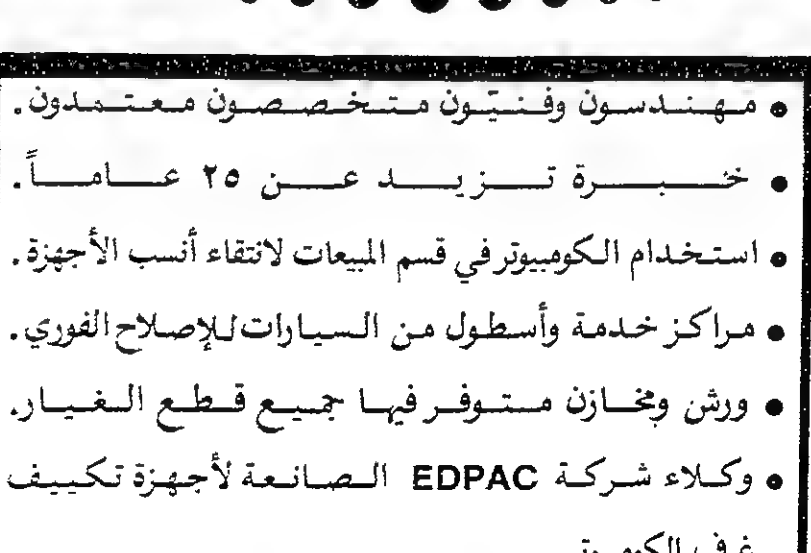 • مهندسون وفنيّون متخصصون معتمدون.
• خبرة تزيد عن ٢٥ عاماً.
• استخدام الكومبيوتر في قسم المبيعات لانتقاء أنسب الأجهزة.
• مراكز خدمة وأسطول من السيارات للإصلاح الفوري.
• ورش ومخازن متوفر فيها جميع قطع الغيار.
• وكلاء شركة EDPAC الصانعة لأجهزة تكييف
غرف الكومبيوتر